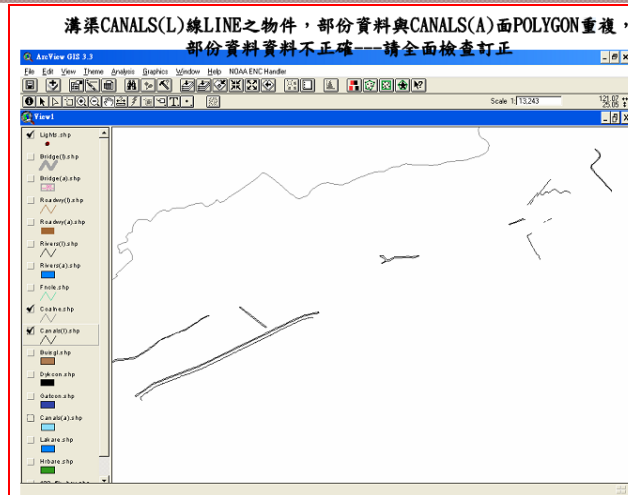 溝渠CANALS(L)線LINE之物件，部份資料與CANALS(A)面POLYGON重複，
部份資料資料不正確---請全面檢查訂正
ArcView GIS 3.3
File Edit View Theme Analysis Graphics Window Help NOAA ENC Handler
Scale 1: 13,243
121.07
25.05
View1
Lights.shp
Bridge(l).shp
Bridge(a).shp
Roadwy(l).shp
Roadwy(a).shp
Rivers(l).shp
Rivers(a).shp
Fnole.shp
Coalne.shp
Canals(l).shp
Buisgl.shp
Dykcon.shp
Gatcon.shp
Canals(a).shp
Lakare.shp
Hrbare.shp